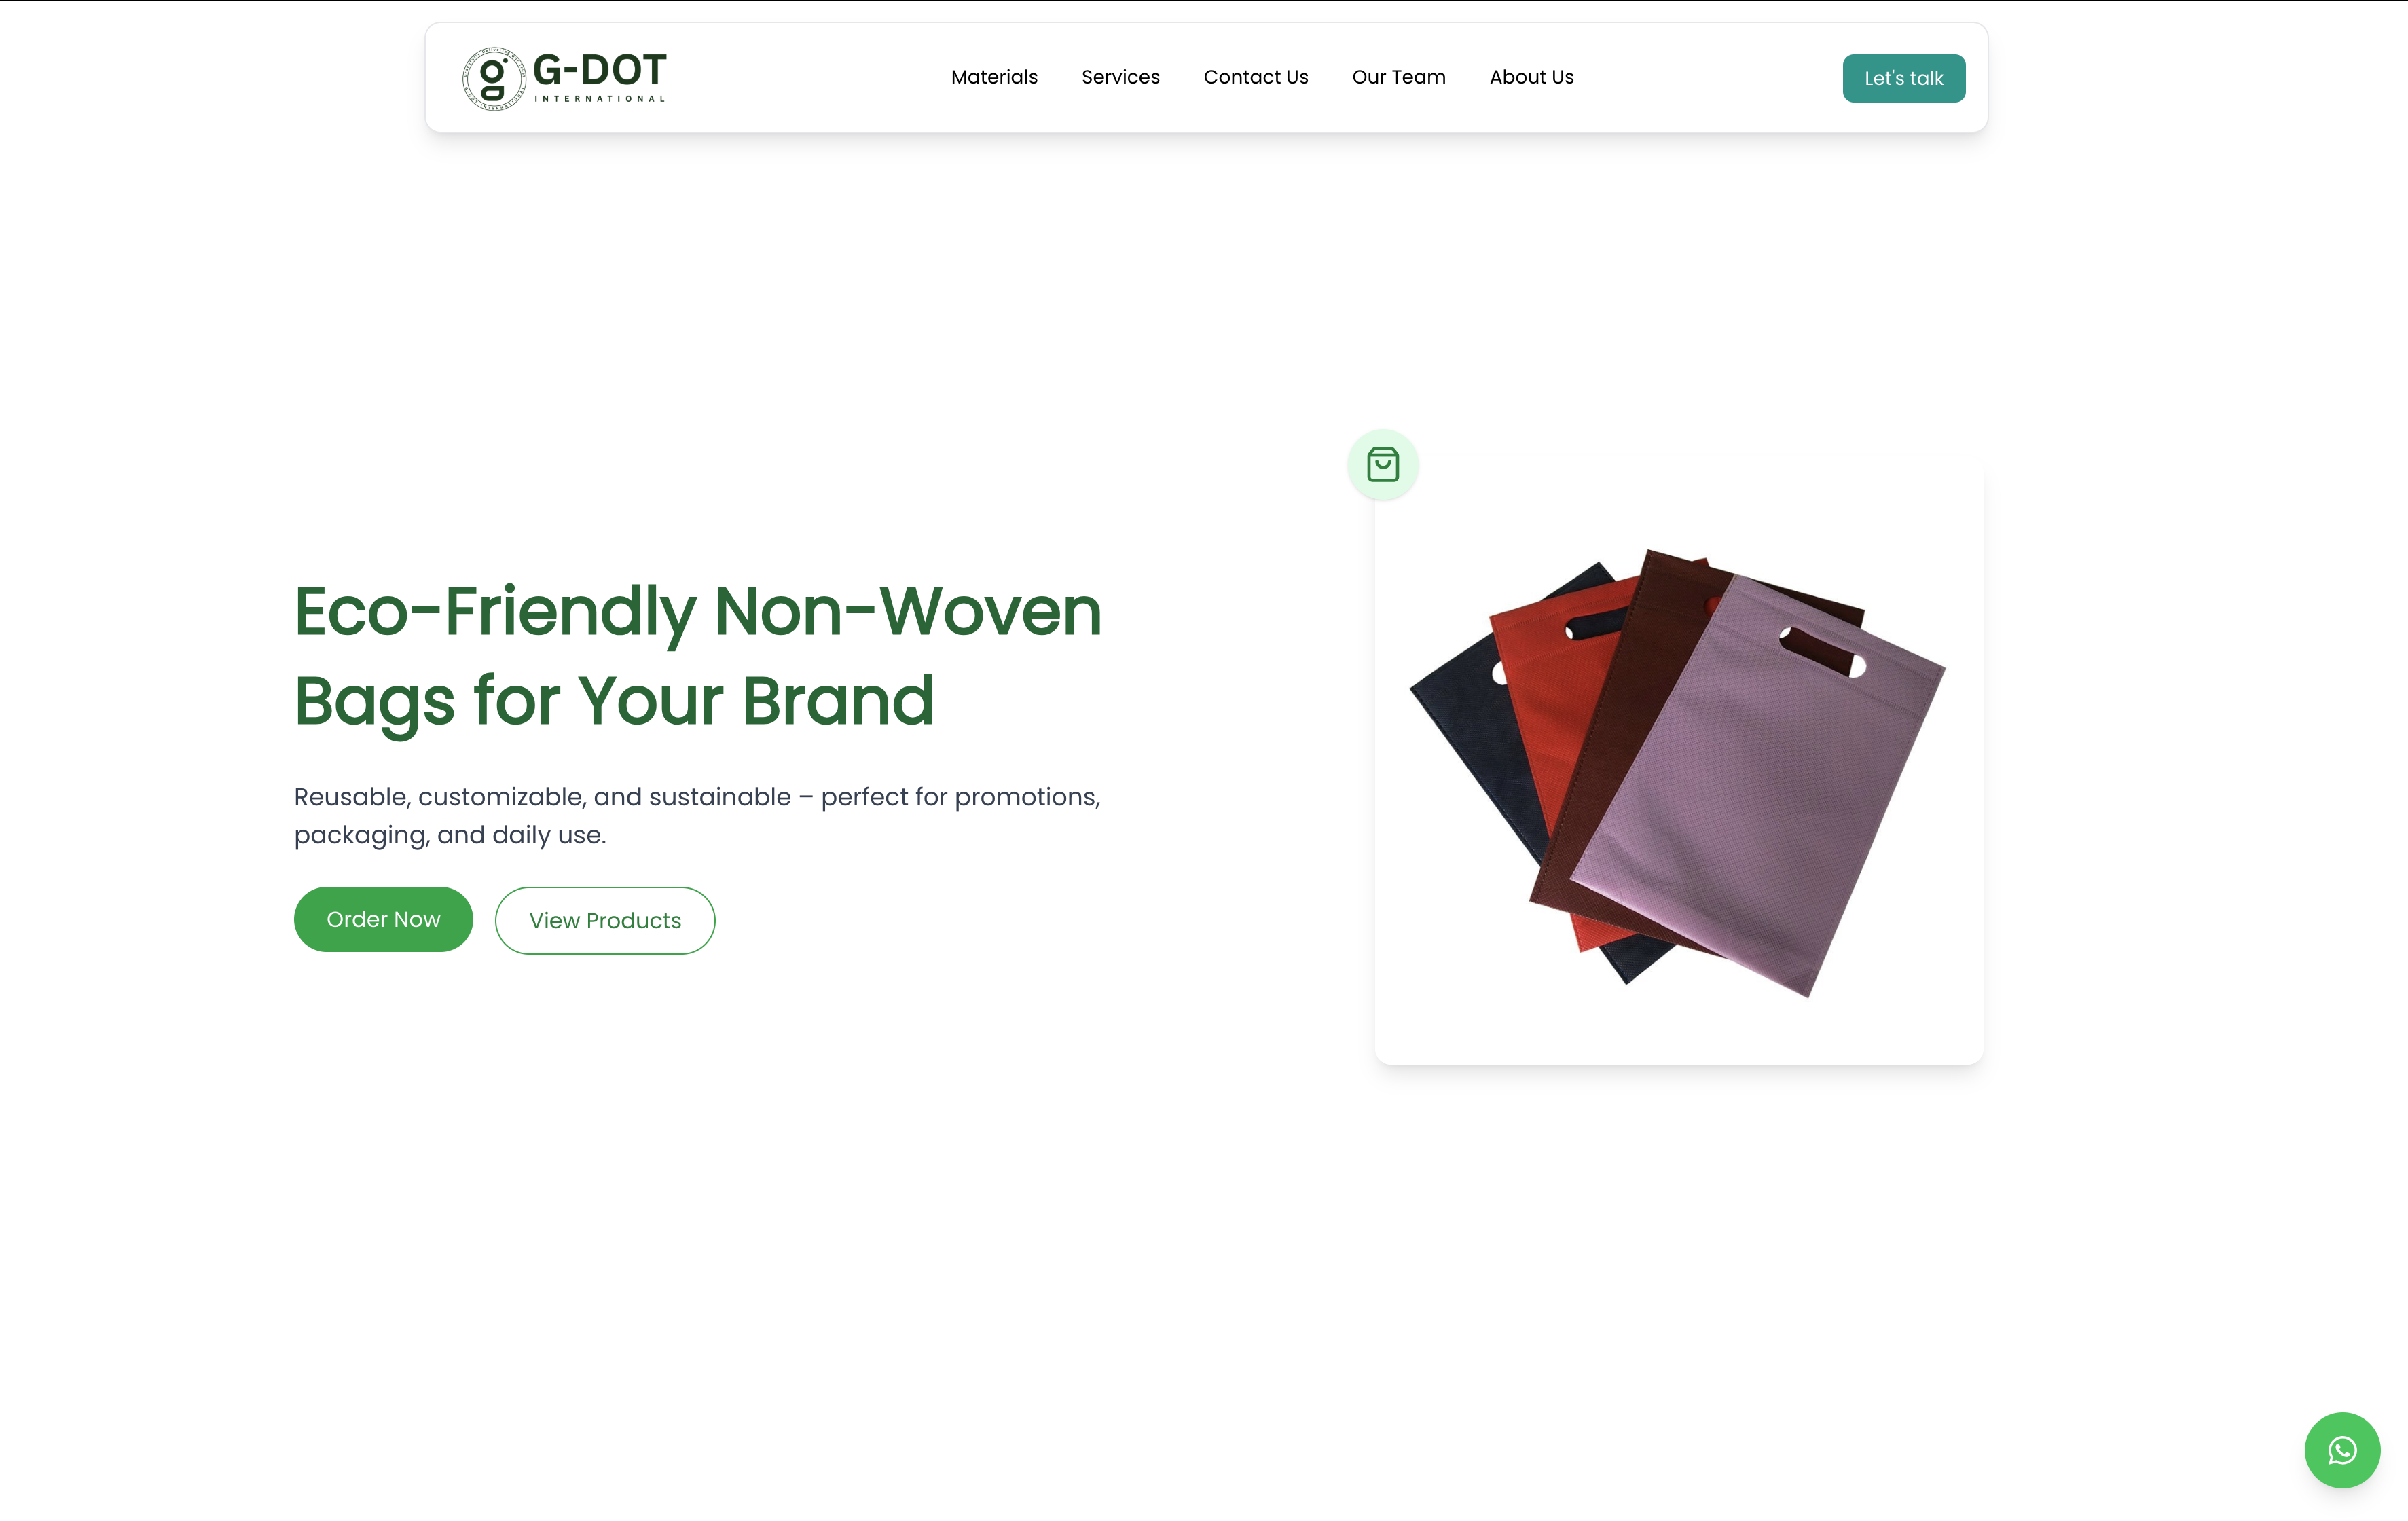 G-DOT
INTERNATIONAL
Materials
Services
Contact Us
Our Team
About Us
Let's talk
Eco-Friendly Non-Woven
Bags for Your Brand
Reusable, customizable, and sustainable – perfect for promotions,
packaging, and daily use.
Order Now
View Products